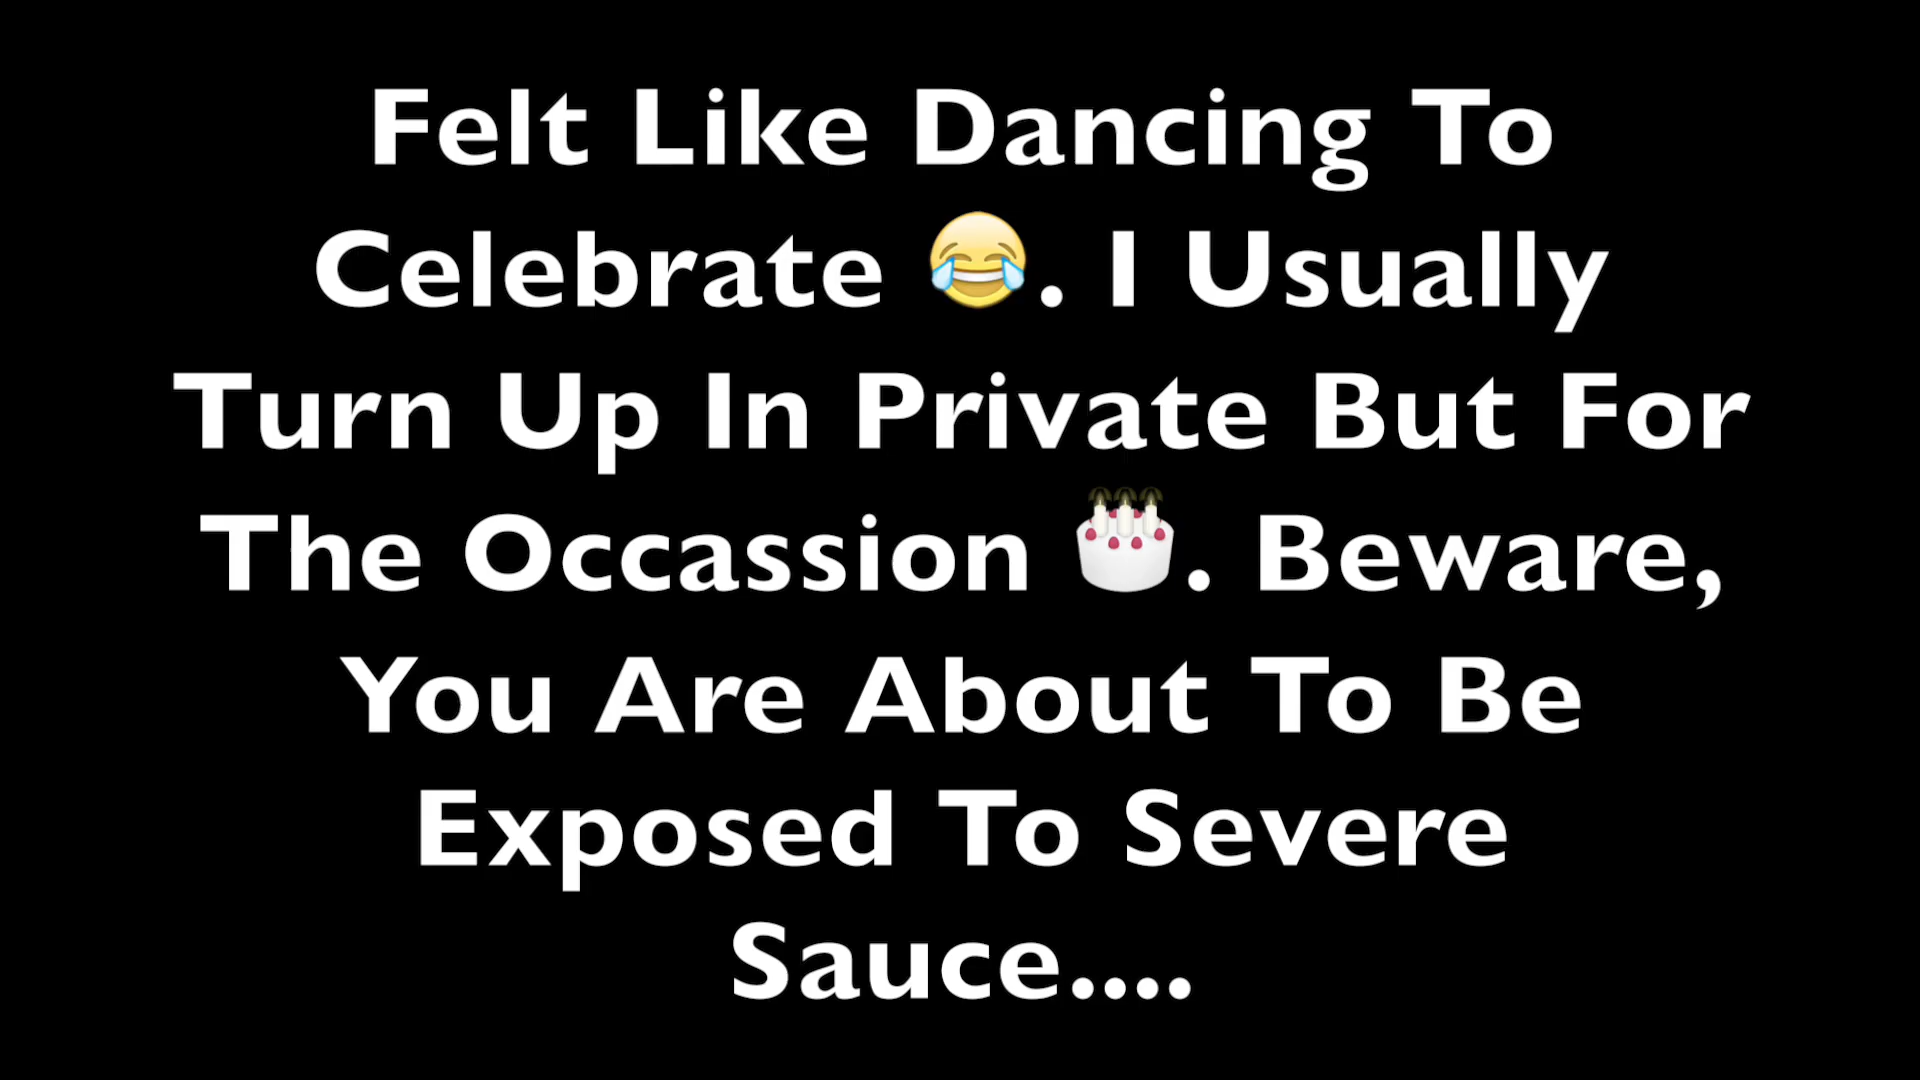 Felt Like Dancing To
Celebrate 😂. I Usually
Turn Up In Private But For
The Occassion 🎂. Beware,
You Are About To Be
Exposed To Severe
Sauce....